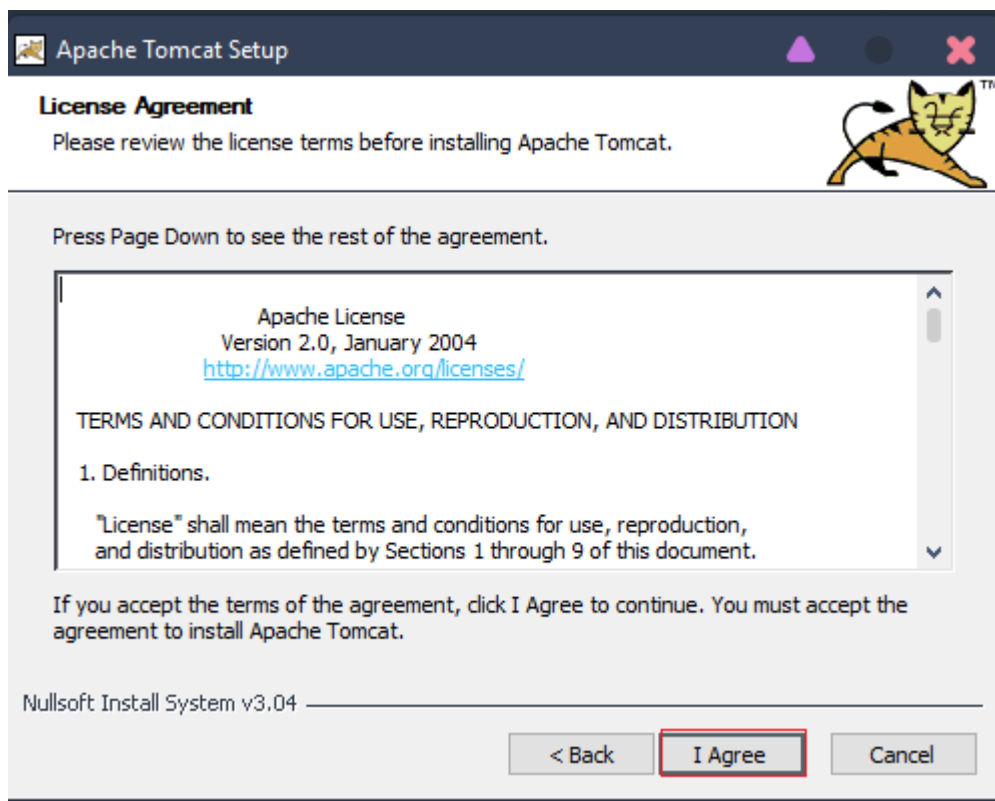 Apache Tomcat Setup
License Agreement
Please review the license terms before installing Apache Tomcat.
TM
Press Page Down to see the rest of the agreement.
Apache License
Version 2.0, January 2004
http://www.apache.org/licenses/
TERMS AND CONDITIONS FOR USE, REPRODUCTION, AND DISTRIBUTION
1. Definitions.
"License" shall mean the terms and conditions for use, reproduction,
and distribution as defined by Sections 1 through 9 of this document.
If you accept the terms of the agreement, click I Agree to continue. You must accept the
agreement to install Apache Tomcat.
Nullsoft Install System v3.04
< Back I Agree Cancel